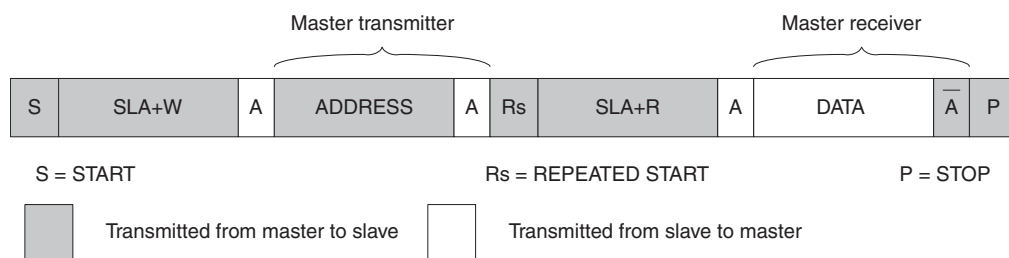 Master transmitter Master receiver
S SLA+W A ADDRESS A Rs SLA+R A DATA A̅ P
S = START Rs = REPEATED START P = STOP
Transmitted from master to slave Transmitted from slave to master